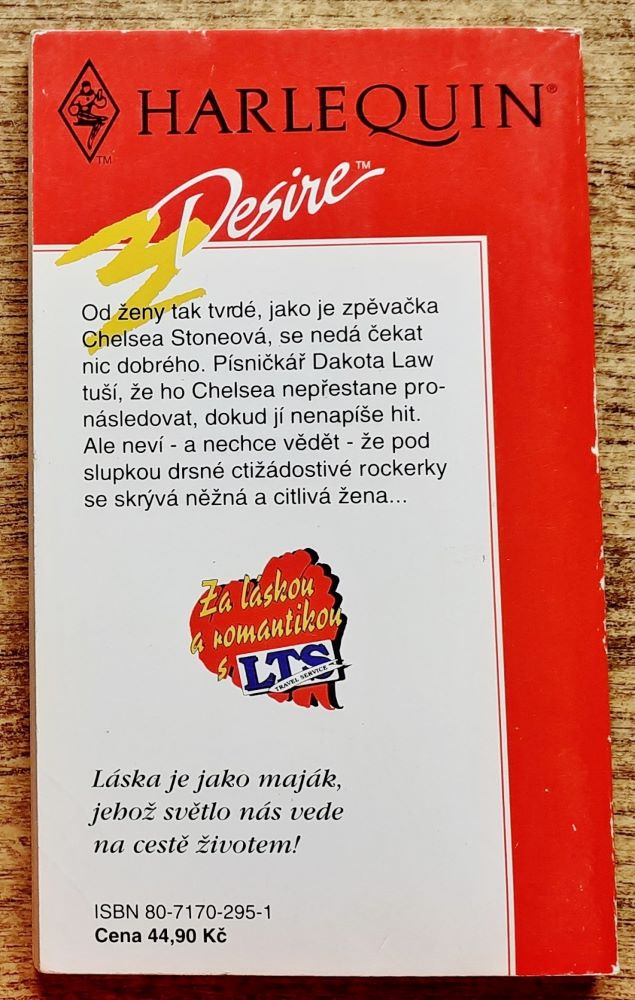 HARLEQUIN®
TM
Desire™
Od ženy tak tvrdé, jako je zpěvačka
Chelsea Stoneová, se nedá čekat
nic dobrého. Písničkář Dakota Law
tuší, že ho Chelsea nepřestane pro-
následovat, dokud jí nenapíše hit.
Ale neví - a nechce vědět - že pod
slupkou drsné ctižádostivé rockerky
se skrývá něžná a citlivá žena...
Za láskou
a romantikou
s LTS
TRAVEL SERVICE
Láska je jako maják,
jehož světlo nás vede
na cestě životem!
ISBN 80-7170-295-1
Cena 44,90 Kč